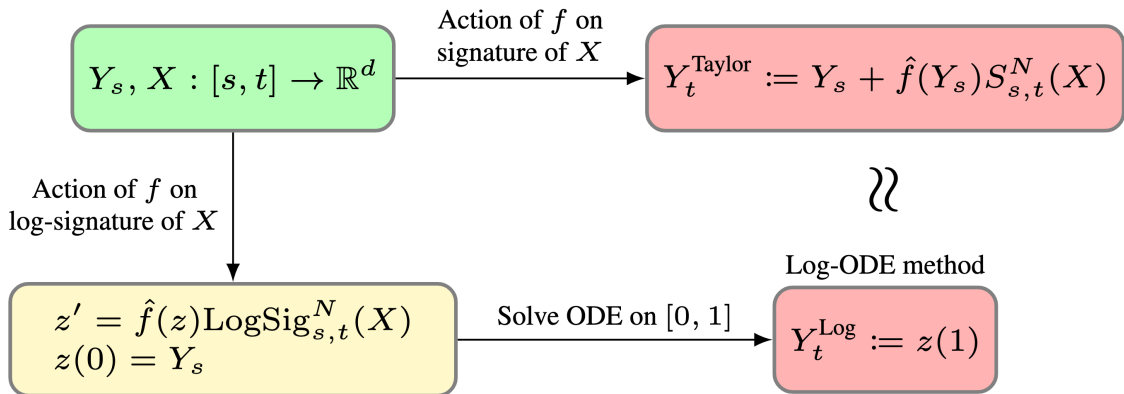 Y_s, X : [s, t] → ℝ^d
Action of f on
signature of X
Y_t^Taylor := Y_s + f̂(Y_s)S_{s,t}^N(X)
Action of f on
log-signature of X
≈
z′ = f̂(z)LogSig_{s,t}^N(X)
z(0) = Y_s
Solve ODE on [0, 1]
Log-ODE method
Y_t^Log := z(1)